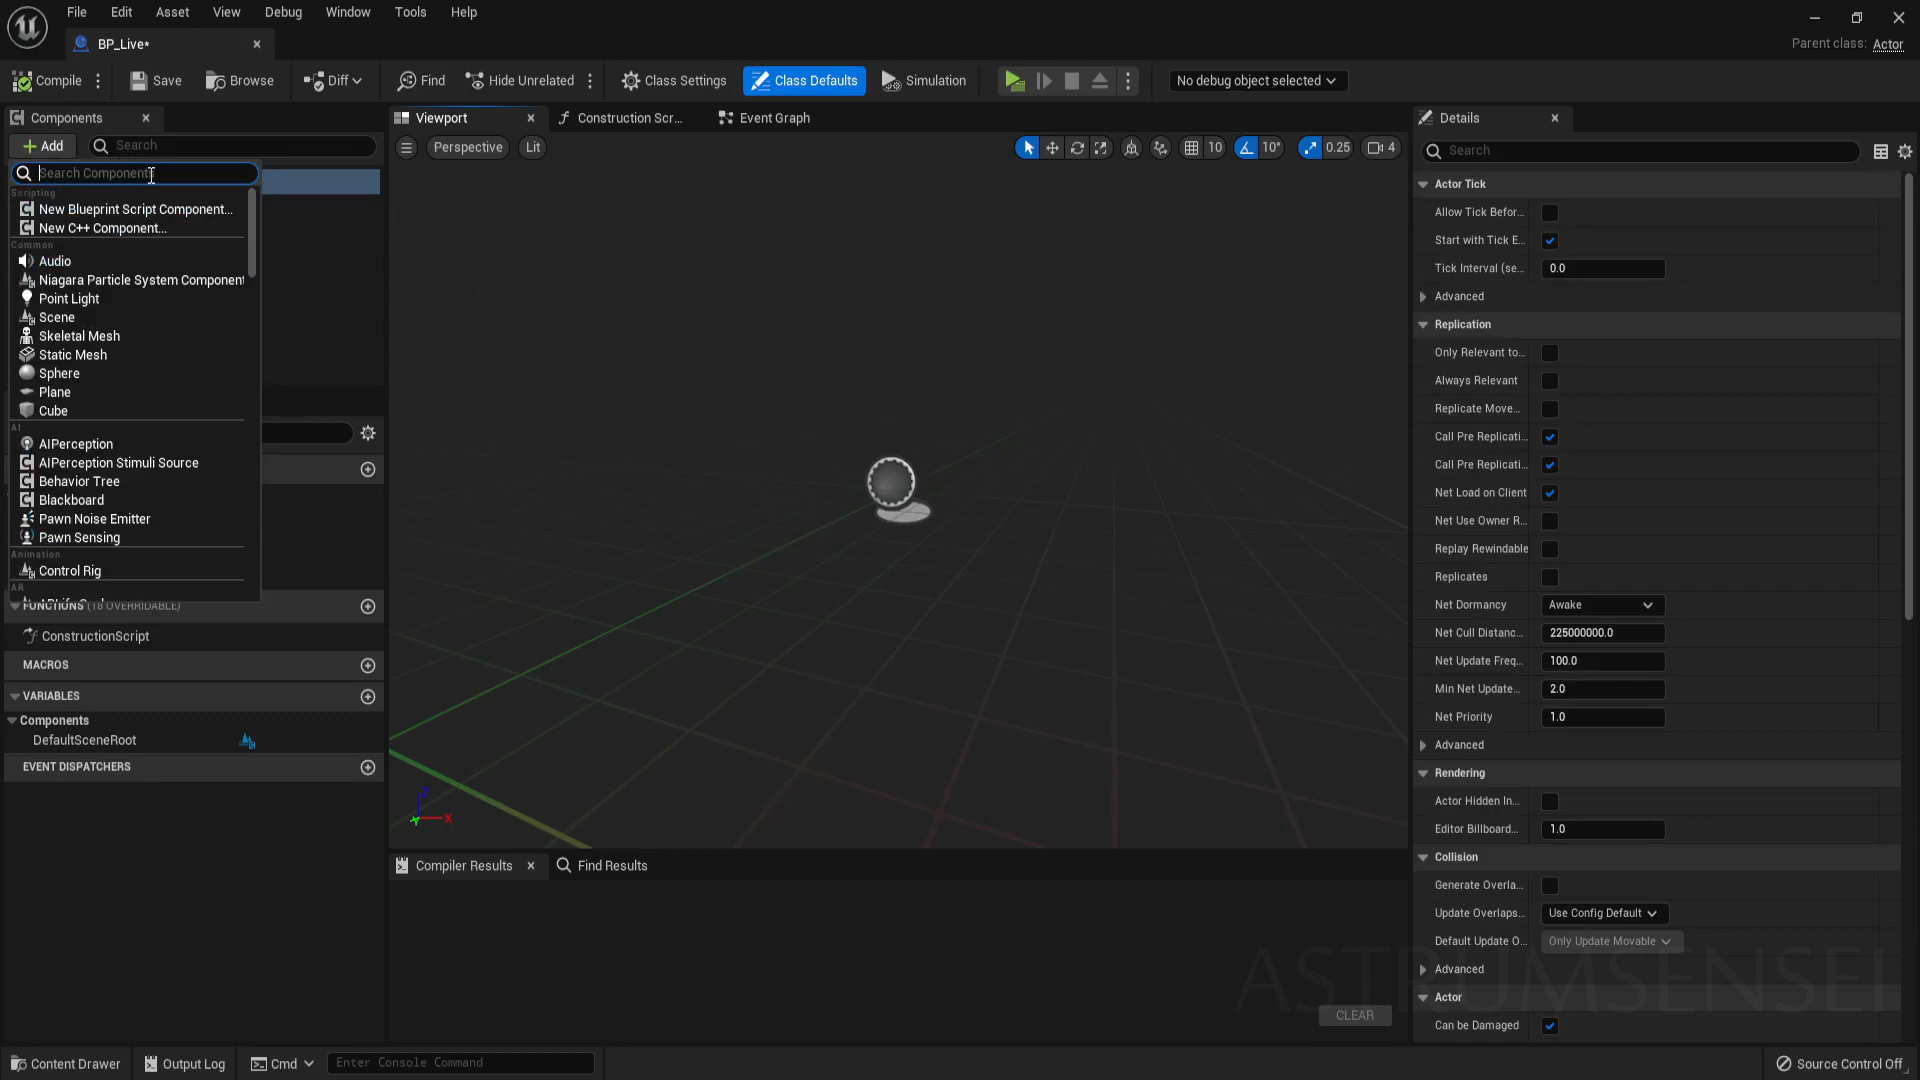 File Edit Asset View Debug Window Tools Help
BP_Live*
Parent class: Actor
Compile Save Browse Diff Find Hide Unrelated Class Settings Class Defaults Simulation No debug object selected
Components Viewport Construction Scr... Event Graph Details
Add Search
Perspective Lit 10 10° 0.25 4
Search
Search Components
Scripting
New Blueprint Script Component...
New C++ Component...
Common
Audio
Niagara Particle System Component
Point Light
Scene
Skeletal Mesh
Static Mesh
Sphere
Plane
Cube
AI
AIPerception
AIPerception Stimuli Source
Behavior Tree
Blackboard
Pawn Noise Emitter
Pawn Sensing
Animation
Control Rig
AR
FUNCTIONS (18 OVERRIDABLE)
ConstructionScript
MACROS
VARIABLES
Components
DefaultSceneRoot
EVENT DISPATCHERS
Z
X
Compiler Results Find Results
CLEAR
Actor Tick
Allow Tick Befor...
Start with Tick E...
Tick Interval (se... 0.0
Advanced
Replication
Only Relevant to...
Always Relevant
Replicate Move...
Call Pre Replicati...
Call Pre Replicati...
Net Load on Client
Net Use Owner R...
Replay Rewindable
Replicates
Net Dormancy Awake
Net Cull Distanc... 225000000.0
Net Update Freq... 100.0
Min Net Update... 2.0
Net Priority 1.0
Advanced
Rendering
Actor Hidden In...
Editor Billboard... 1.0
Collision
Generate Overla...
Update Overlaps... Use Config Default
Default Update O... Only Update Movable
Advanced
Actor
Can be Damaged
ASTRUMSENSEI
Content Drawer Output Log Cmd Enter Console Command Source Control Off